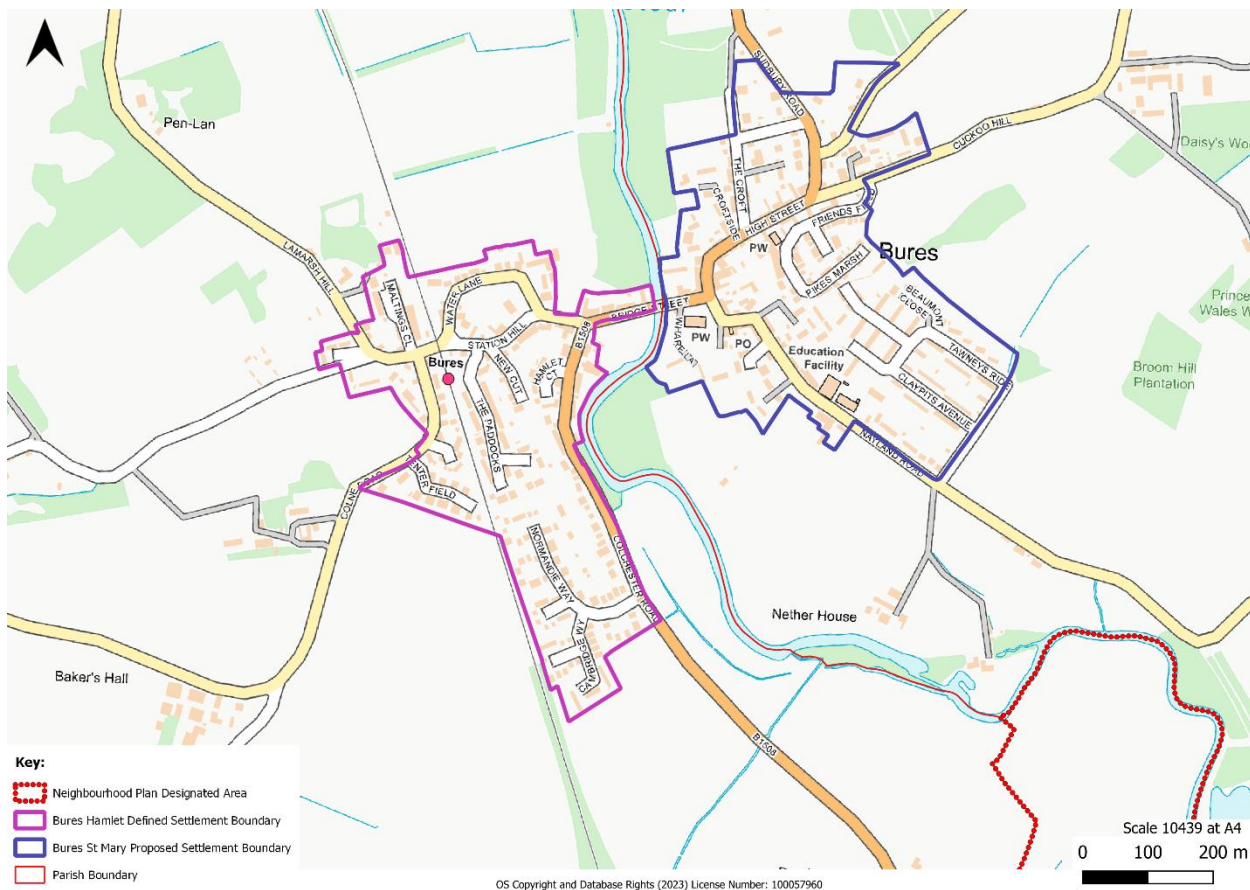 Stour
SUDBURY ROAD
Pen-Lan
CUCKOO HILL
Daisy's Wo
THE CROFT
CROFTSIDE
HIGH STREET
FRIENDS FIELD
PW
Bures
LAMARSH HILL
MALTINGS CL
WATER LANE
PIKES MARSH
BEAUMONT CLOSE
Prince
Wales W
BRIDGE STREET
B1508
STATION HILL
WHARF LA
PW
PO
TAWNEYS RIDE
Bures
NEW CUT
HAMLET CT
Education
Facility
CLAYPITS AVENUE
Broom Hill
Plantation
THE PADDOCKS
NAYLAND ROAD
COLNE ROAD
TENTER FIELD
NORMANDIE WAY
COLCHESTER ROAD
Nether House
CAMBRIDGE WY
Baker's Hall
B1508
Key:
Neighbourhood Plan Designated Area
Bures Hamlet Defined Settlement Boundary
Bures St Mary Proposed Settlement Boundary
Parish Boundary
Scale 10439 at A4
0 100 200 m
OS Copyright and Database Rights (2023) License Number: 100057960